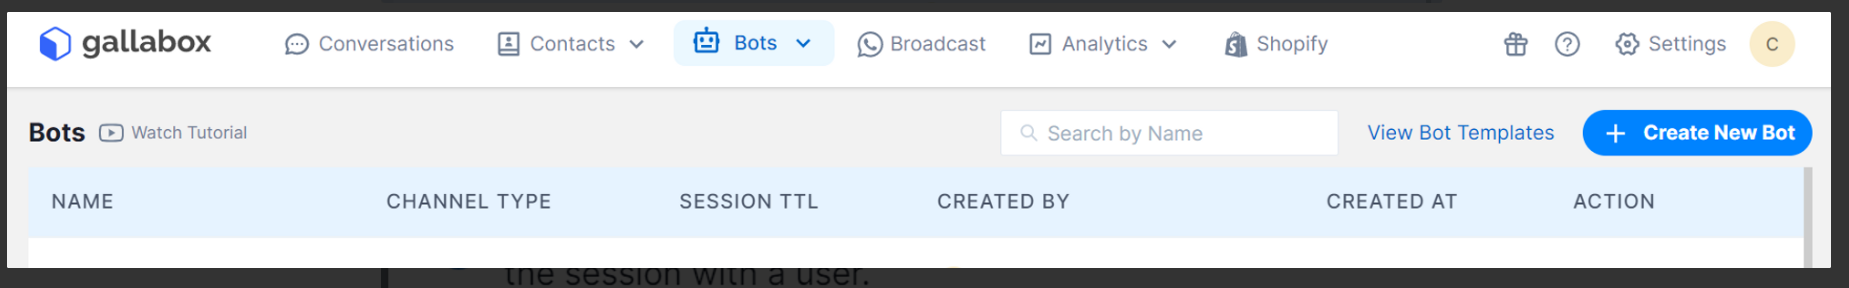 gallabox Conversations Contacts Bots Broadcast Analytics Shopify Settings C
Bots Watch Tutorial Search by Name View Bot Templates + Create New Bot
NAME CHANNEL TYPE SESSION TTL CREATED BY CREATED AT ACTION
the session with a user.